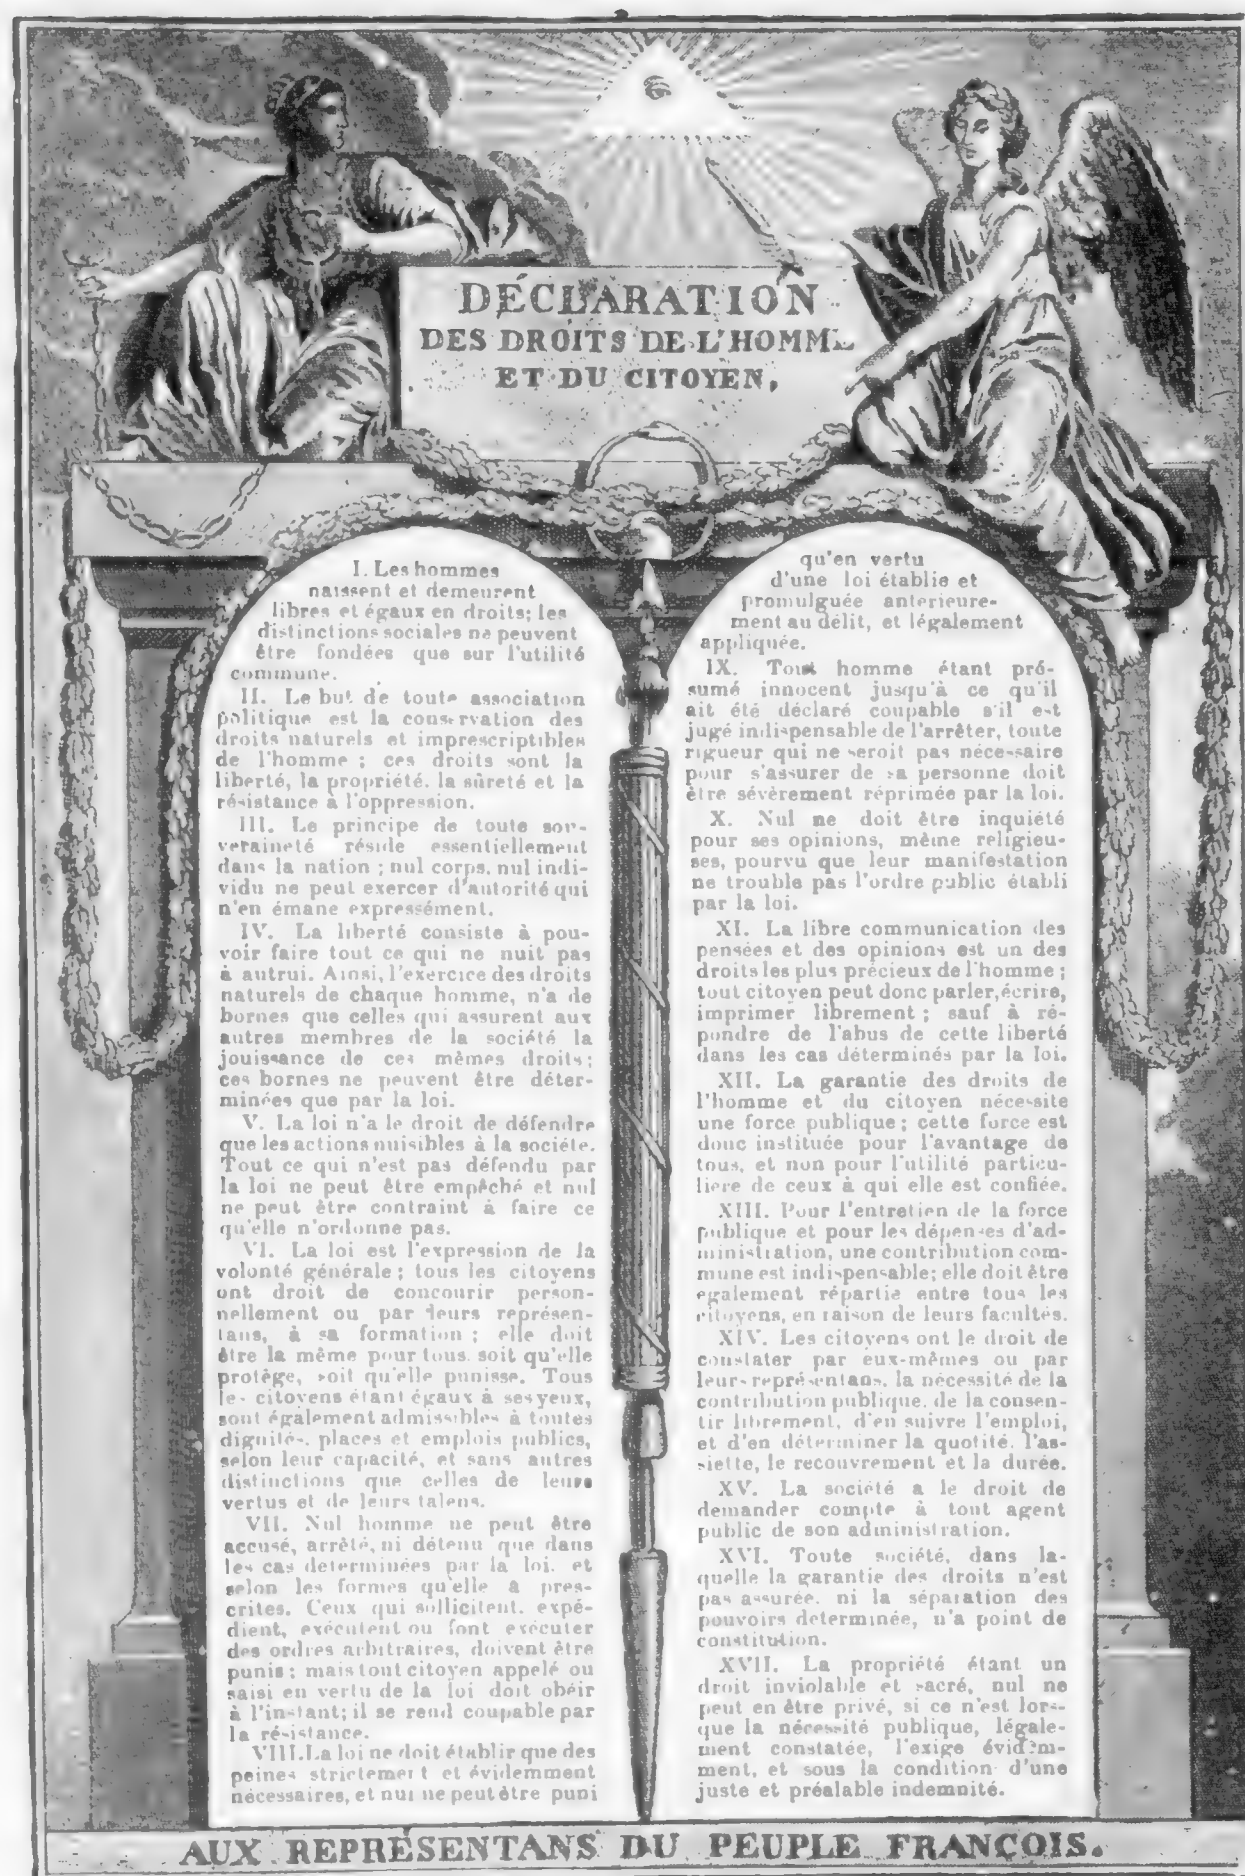 DÉCLARATION
DES DROITS DE L'HOMME
ET DU CITOYEN,
I. Les hommes
naissent et demeurent
libres et égaux en droits; les
distinctions sociales ne peuvent
être fondées que sur l'utilité
commune.
II. Le but de toute association
politique est la conservation des
droits naturels et imprescriptibles
de l'homme ; ces droits sont la
liberté, la propriété, la sûreté et la
résistance à l'oppression.
III. Le principe de toute sou-
veraineté réside essentiellement
dans la nation ; nul corps, nul indi-
vidu ne peut exercer d'autorité qui
n'en émane expressément.
IV. La liberté consiste à pou-
voir faire tout ce qui ne nuit pas
à autrui. Ainsi, l'exercice des droits
naturels de chaque homme, n'a de
bornes que celles qui assurent aux
autres membres de la société la
jouissance de ces mêmes droits;
ces bornes ne peuvent être déter-
minées que par la loi.
V. La loi n'a le droit de défendre
que les actions nuisibles à la société.
Tout ce qui n'est pas défendu par
la loi ne peut être empêché et nul
ne peut être contraint à faire ce
qu'elle n'ordonne pas.
VI. La loi est l'expression de la
volonté générale ; tous les citoyens
ont droit de concourir person-
nellement ou par leurs représen-
tans, à sa formation ; elle doit
être la même pour tous, soit qu'elle
protège, soit qu'elle punisse. Tous
les citoyens étant égaux à ses yeux,
sont également admissibles à toutes
dignités, places et emplois publics,
selon leur capacité, et sans autres
distinctions que celles de leurs
vertus et de leurs talens.
VII. Nul homme ne peut être
accusé, arrêté, ni détenu que dans
les cas determinées par la loi, et
selon les formes qu'elle a pres-
crites. Ceux qui sollicitent, expé-
dient, exécutent ou font exécuter
des ordres arbitraires, doivent être
punis ; mais tout citoyen appelé ou
saisi en vertu de la loi doit obéir
à l'instant; il se rend coupable par
la résistance.
VIII. La loi ne doit établir que des
peines strictement et évidemment
nécessaires, et nul ne peut être puni
qu'en vertu
d'une loi établie et
promulguée anterieure-
ment au délit, et légalement
appliquée.
IX. Tout homme étant pré-
sumé innocent jusqu'à ce qu'il
ait été déclaré coupable s'il est
jugé indispensable de l'arrêter, toute
rigueur qui ne seroit pas nécessaire
pour s'assurer de sa personne doit
être sévèrement réprimée par la loi.
X. Nul ne doit être inquiété
pour ses opinions, même religieu-
ses, pourvu que leur manifestation
ne trouble pas l'ordre public établi
par la loi.
XI. La libre communication des
pensées et des opinions est un des
droits les plus précieux de l'homme ;
tout citoyen peut donc parler, écrire,
imprimer librement ; sauf à ré-
pondre de l'abus de cette liberté
dans les cas déterminés par la loi.
XII. La garantie des droits de
l'homme et du citoyen nécessite
une force publique ; cette force est
donc instituée pour l'avantage de
tous, et non pour l'utilité particu-
liere de ceux à qui elle est confiée.
XIII. Pour l'entretien de la force
publique et pour les dépenses d'ad-
ministration, une contribution com-
mune est indispensable; elle doit être
egalement répartie entre tous les
citoyens, en raison de leurs facultés.
XIV. Les citoyens ont le droit de
constater par eux-mêmes ou par
leurs représentans, la nécessité de la
contribution publique, de la consen-
tir librement, d'en suivre l'emploi,
et d'en déterminer la quotité, l'as-
siette, le recouvrement et la durée.
XV. La société a le droit de
demander compte à tout agent
public de son administration.
XVI. Toute société, dans la-
quelle la garantie des droits n'est
pas assurée, ni la séparation des
pouvoirs determinée, n'a point de
constitution.
XVII. La propriété étant un
droit inviolable et sacré, nul ne
peut en être privé, si ce n'est lors-
que la nécessité publique, légale-
ment constatée, l'exige évidem-
ment, et sous la condition d'une
juste et préalable indemnité.
AUX REPRÉSENTANS DU PEUPLE FRANÇOIS.